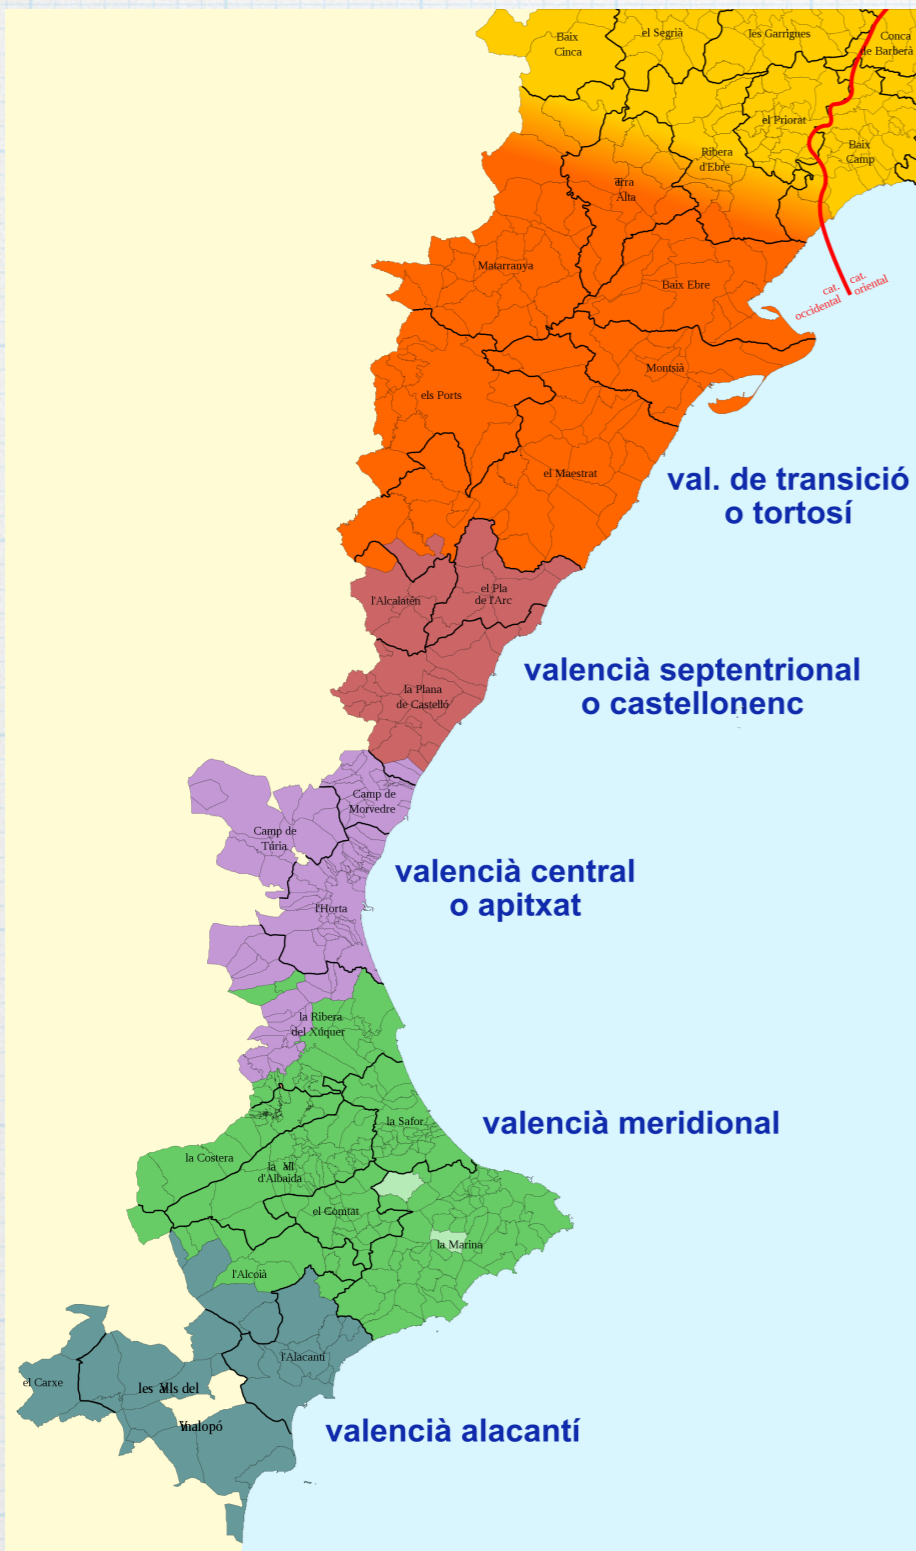 Baix
Cinca
el Segrià
les Garrigues
Conca
de Barberà
el Priorat
Baix
Camp
Ribera
d'Ebre
Alta
Matarranya
Baix Ebre
cat.
occidental
cat.
oriental
els Ports
Montsià
el Maestrat
val. de transició
o tortosí
l'Alcalatén
el Pla
de l'Arc
la Plana
de Castelló
valencià septentrional
o castellonenc
Camp de
Morvedre
Camp de
Túria
l'Horta
valencià central
o apitxat
la Ribera
del Xúquer
la Safor
valencià meridional
la Costera
la
d'Albaida
el Comtat
la Marina
l'Alcoià
l'Alacantí
el Carxe
les
del
valencià alacantí